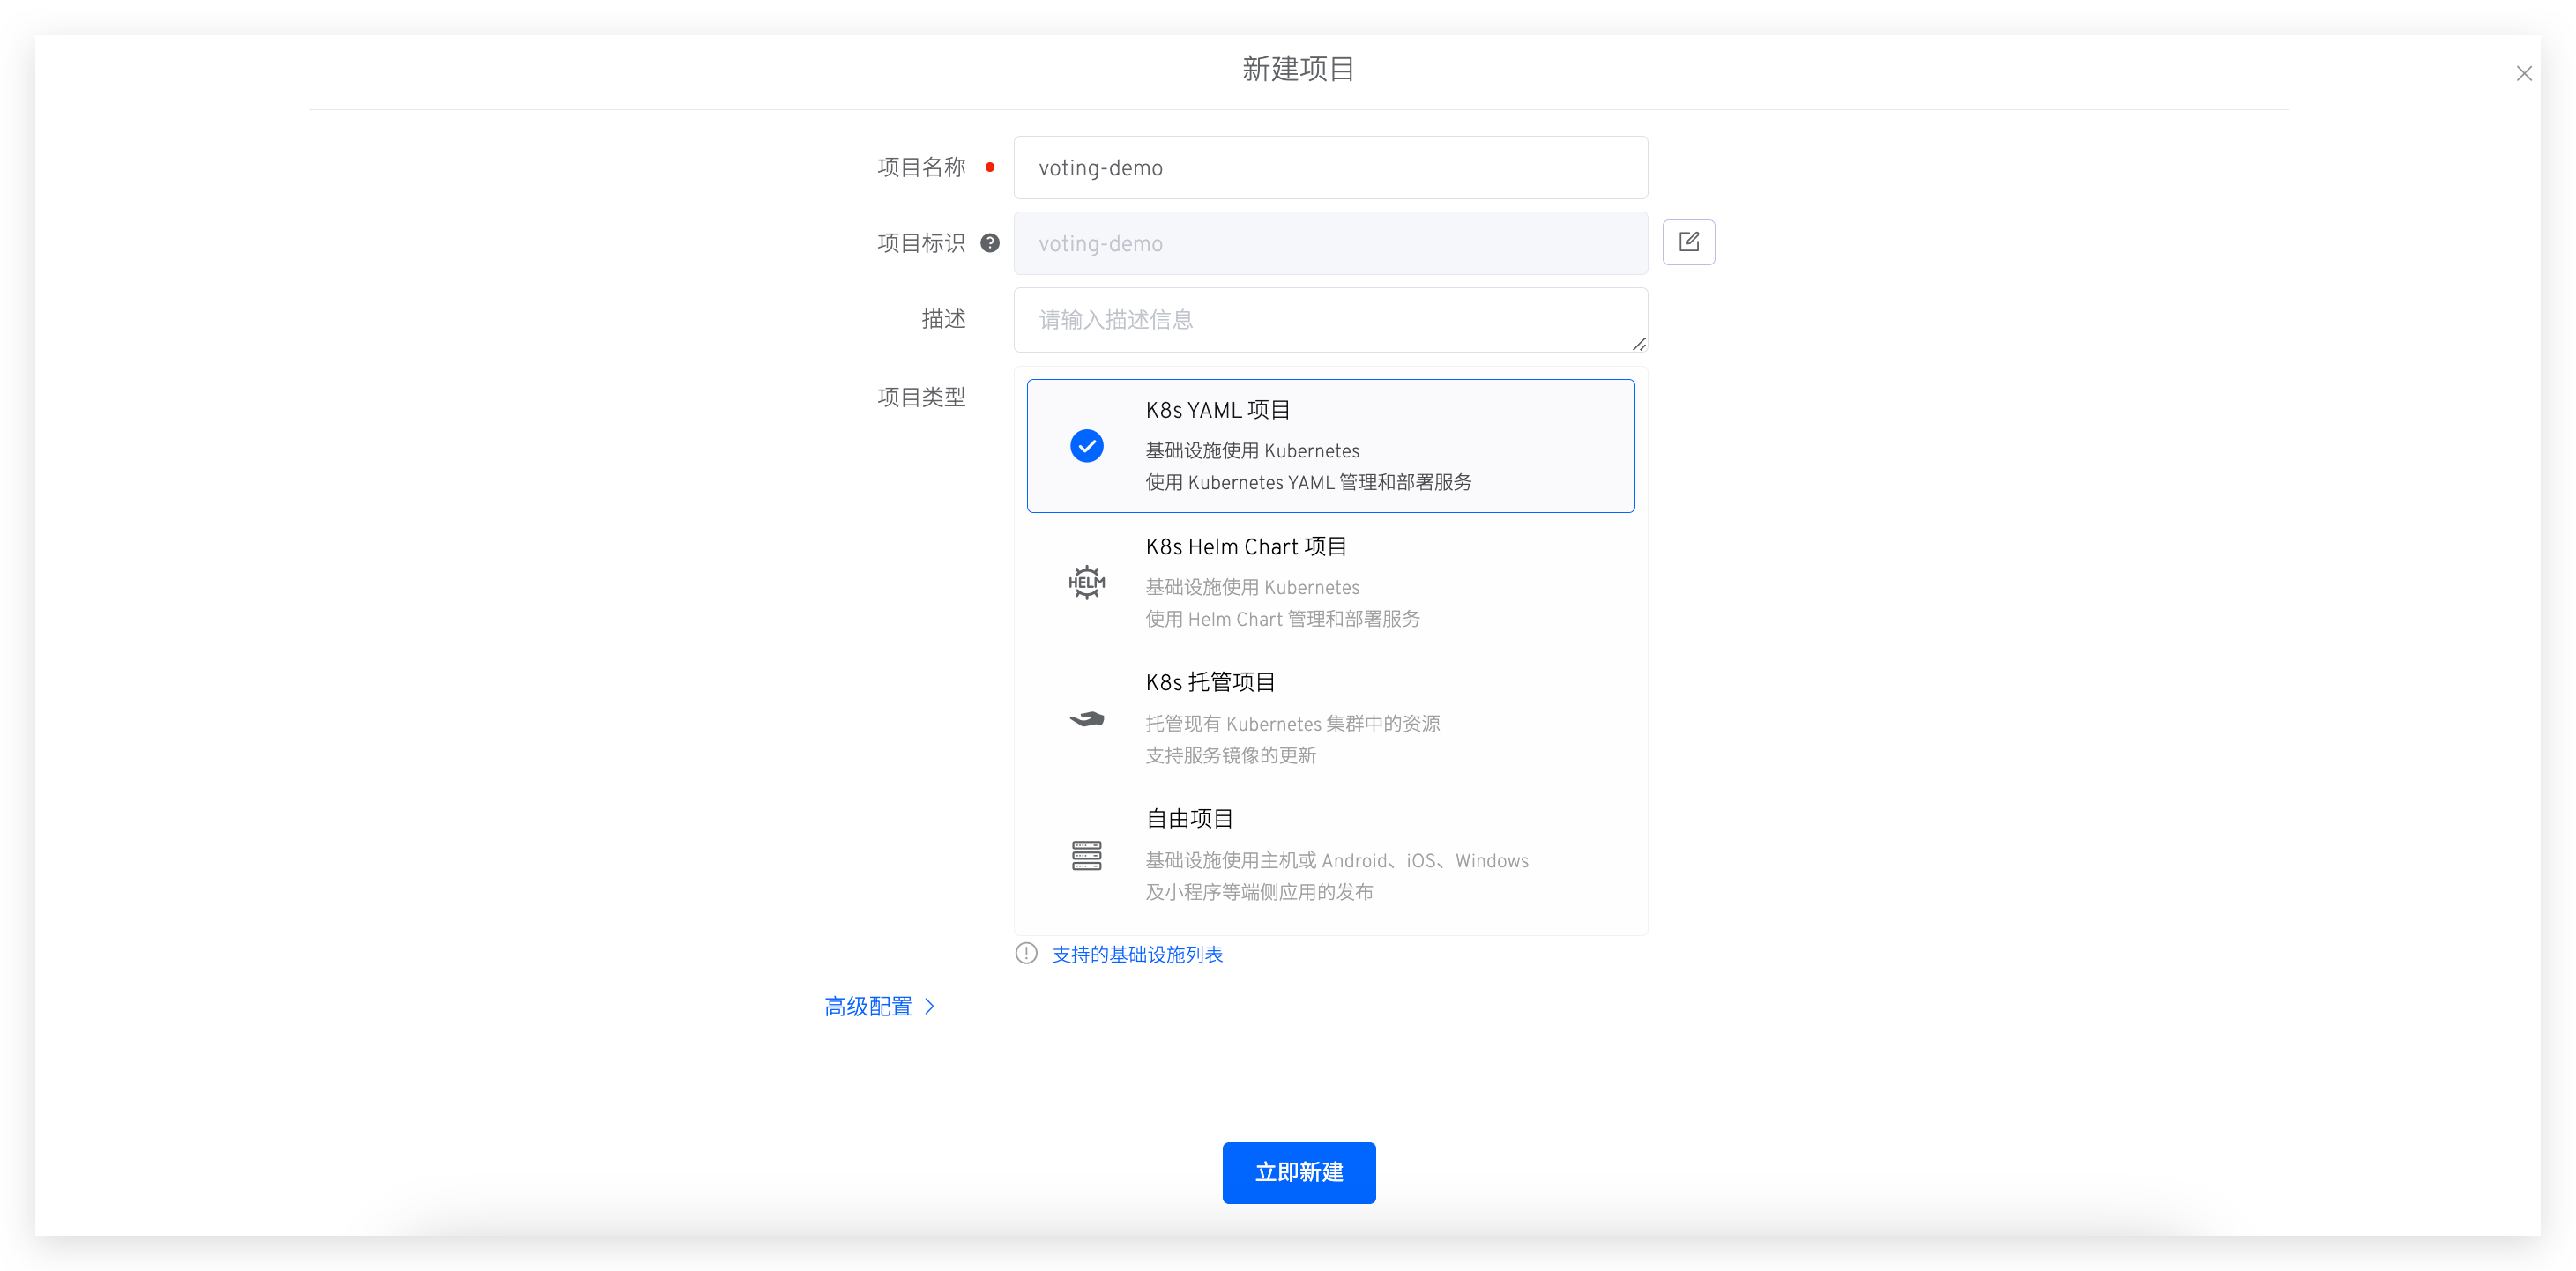 新建项目
项目名称
voting-demo
项目标识
voting-demo
描述
请输入描述信息
项目类型
K8s YAML 项目
基础设施使用 Kubernetes
使用 Kubernetes YAML 管理和部署服务
HELM
K8s Helm Chart 项目
基础设施使用 Kubernetes
使用 Helm Chart 管理和部署服务
K8s 托管项目
托管现有 Kubernetes 集群中的资源
支持服务镜像的更新
自由项目
基础设施使用主机或 Android、iOS、Windows
及小程序等端侧应用的发布
支持的基础设施列表
高级配置
立即新建